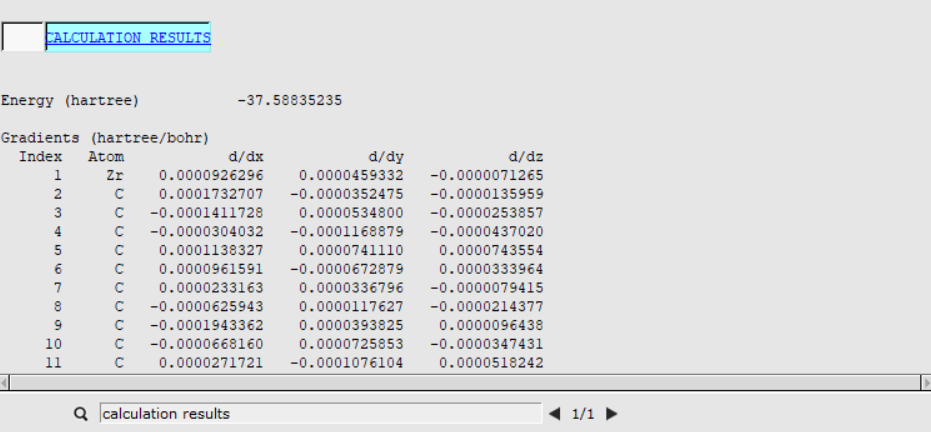 CALCULATION RESULTS
Energy (hartree) -37.58835235
Gradients (hartree/bohr)
Index Atom d/dx d/dy d/dz
1 Zr 0.0000926296 0.0000459332 -0.0000071265
2 C 0.0001732707 -0.0000352475 -0.0000135959
3 C -0.0001411728 0.0000534800 -0.0000253857
4 C -0.0000304032 -0.0001168879 -0.0000437020
5 C 0.0001138327 0.0000741110 0.0000743554
6 C 0.0000961591 -0.0000672879 0.0000333964
7 C 0.0000233163 0.0000336796 -0.0000079415
8 C -0.0000625943 0.0000117627 -0.0000214377
9 C -0.0001943362 0.0000393825 0.0000096438
10 C -0.0000668160 0.0000725853 -0.0000347431
11 C 0.0000271721 -0.0001076104 0.0000518242
calculation results 1/1